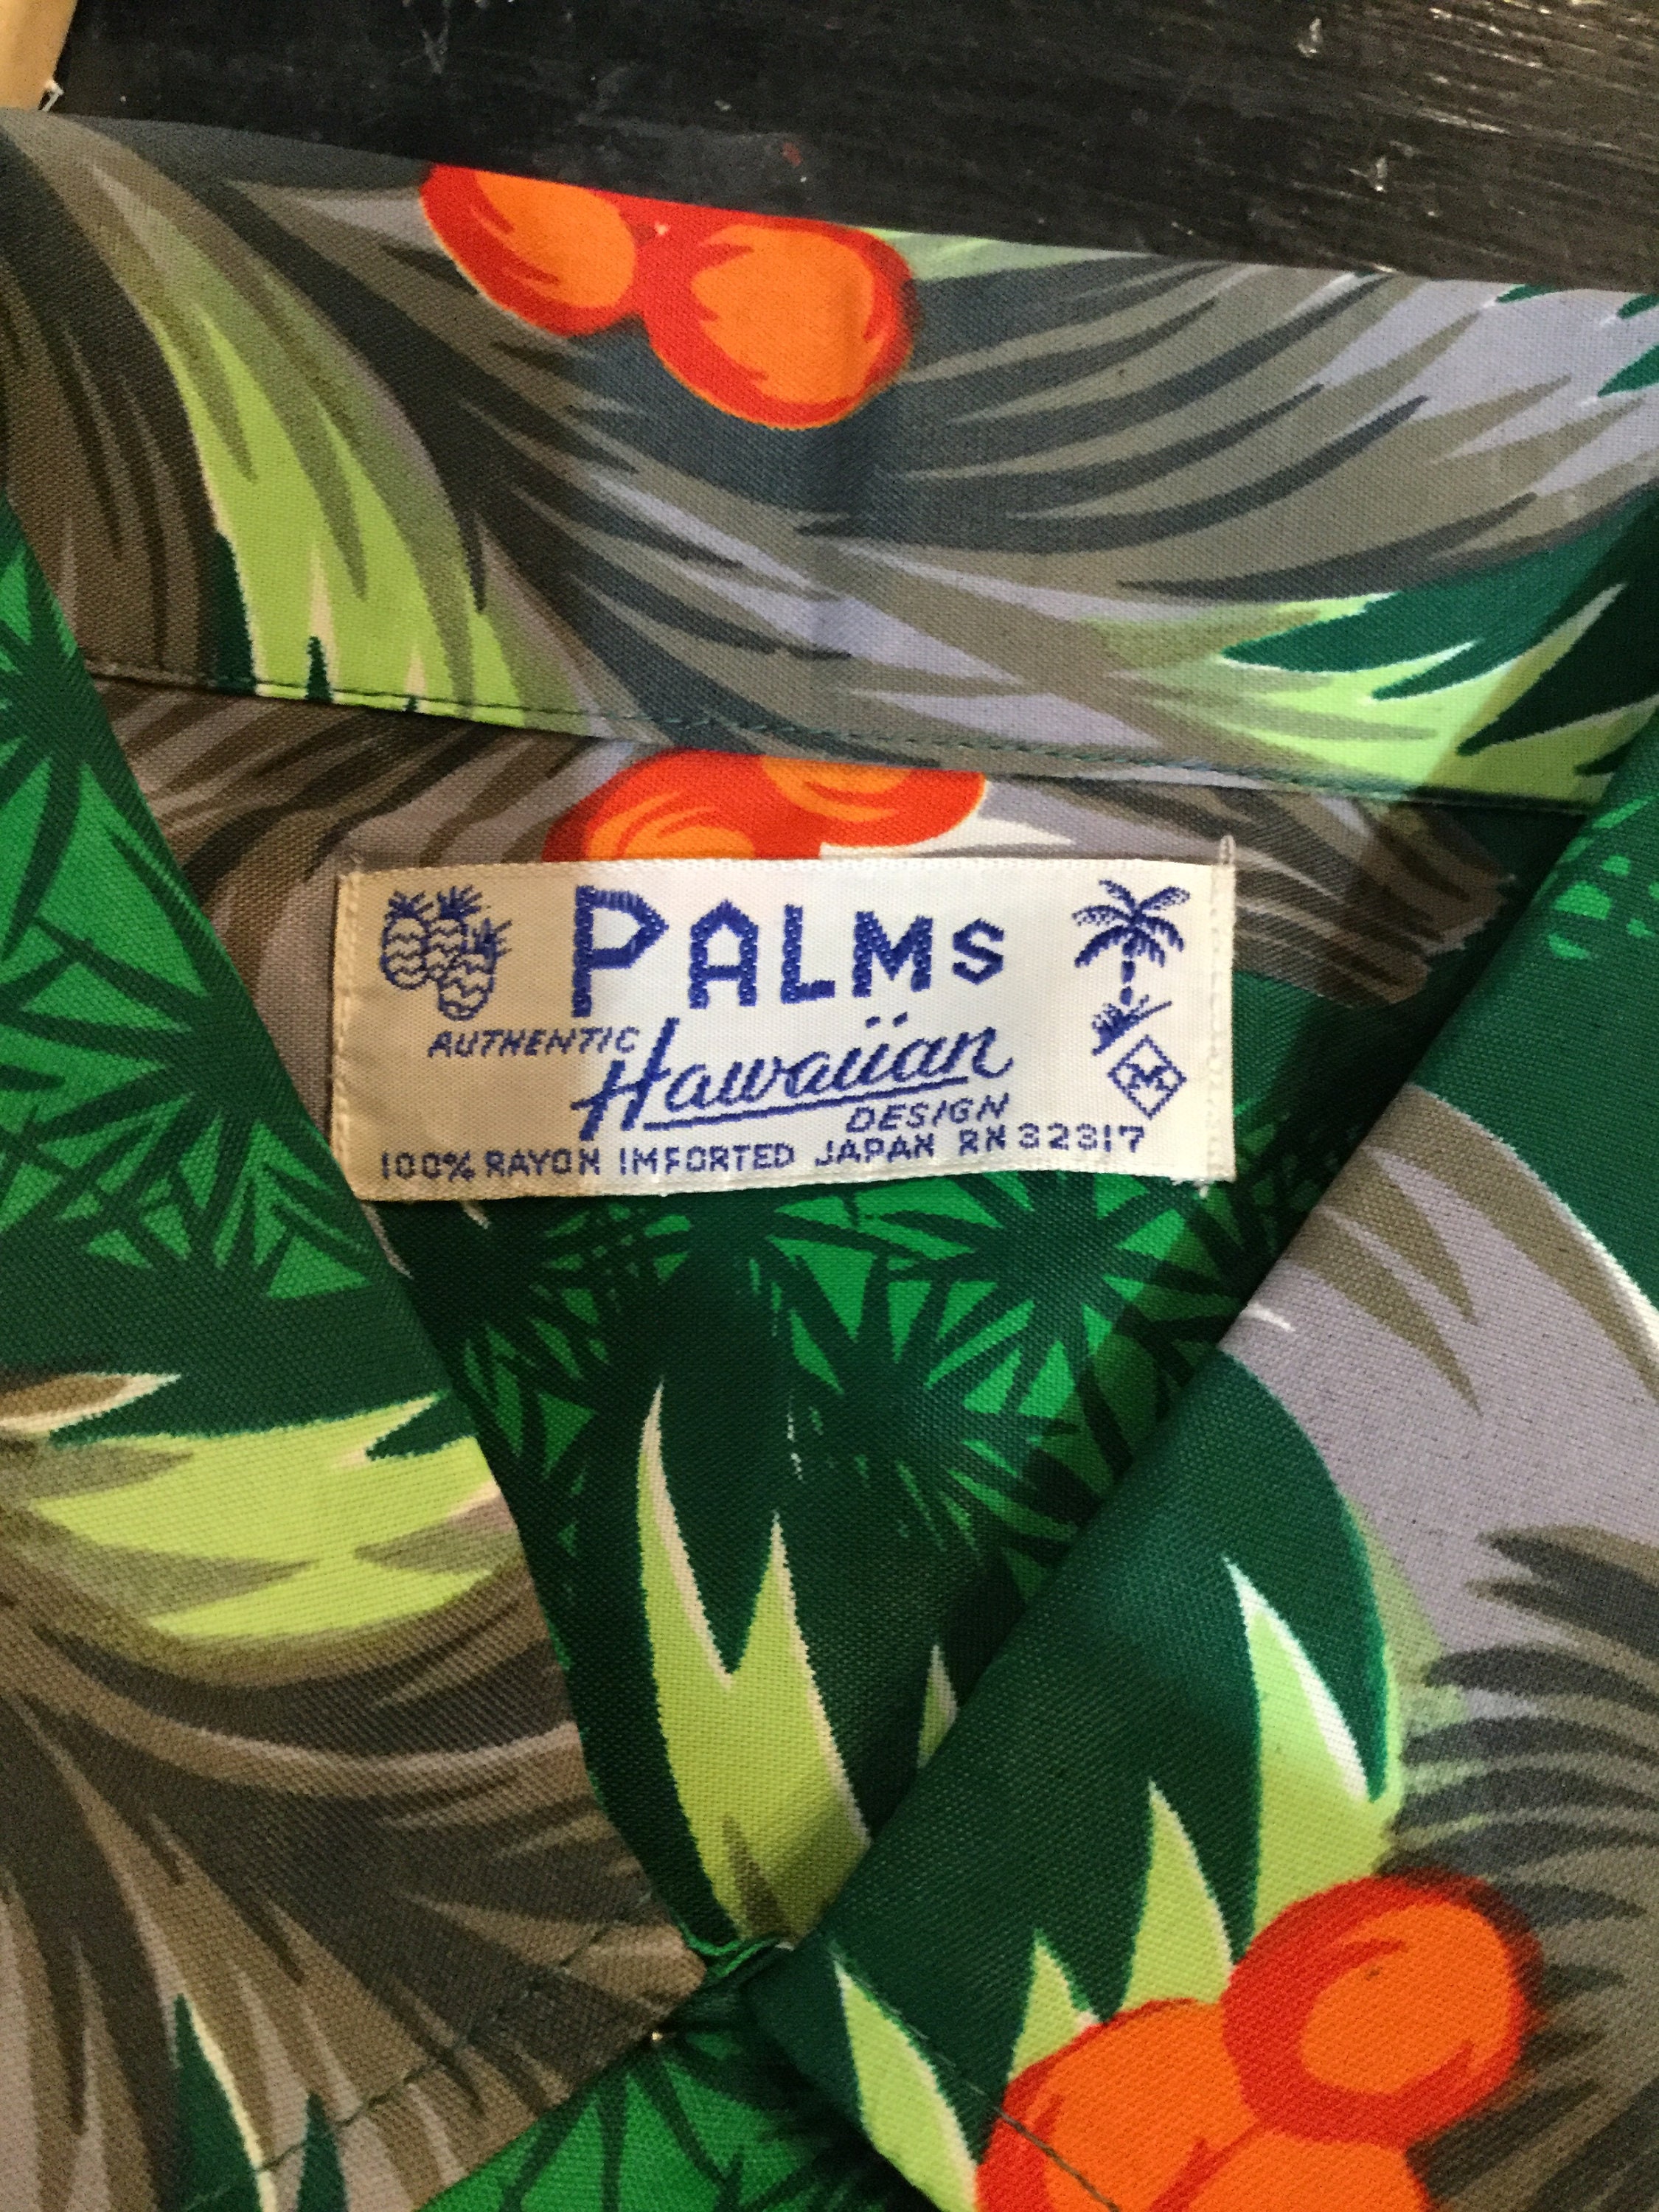 PALMS
AUTHENTIC
Hawaiian
DESIGN
100% RAYON IMPORTED JAPAN RN 32317